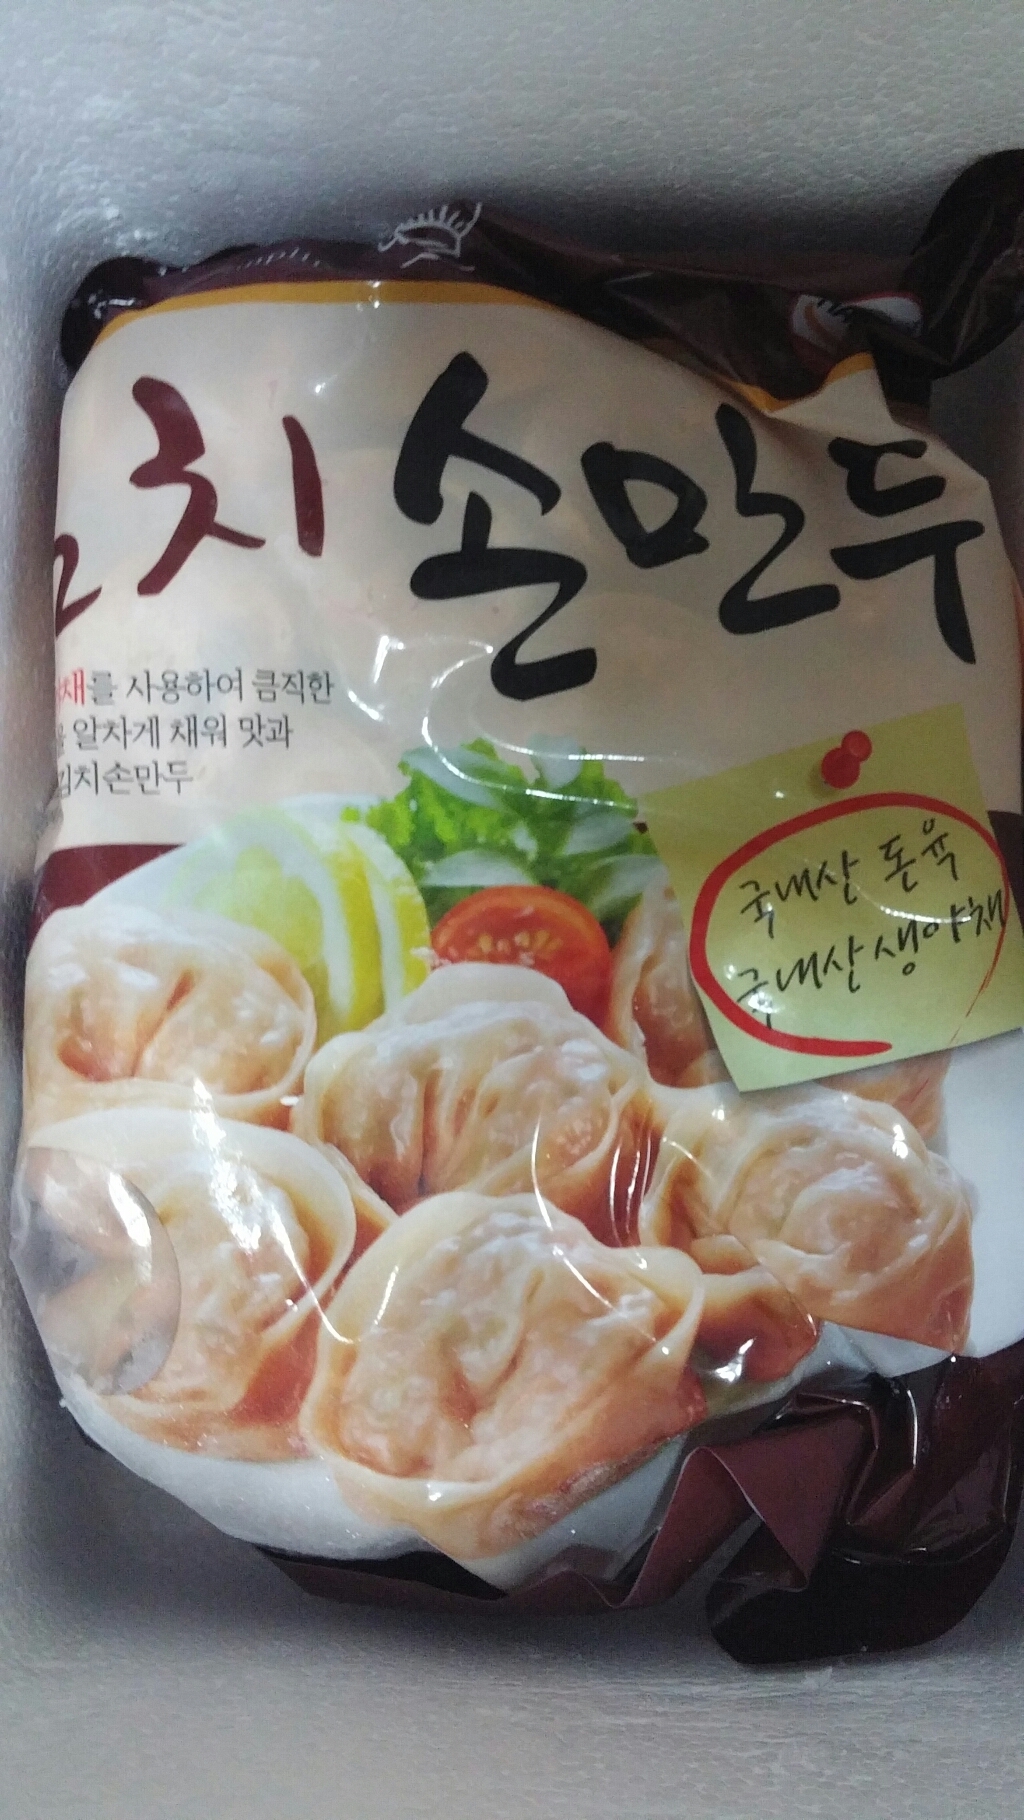 치 손만두
채를 사용하여 큼직한
알차게 채워 맛과
김치손만두
국내산 돈육
국내산 생야채